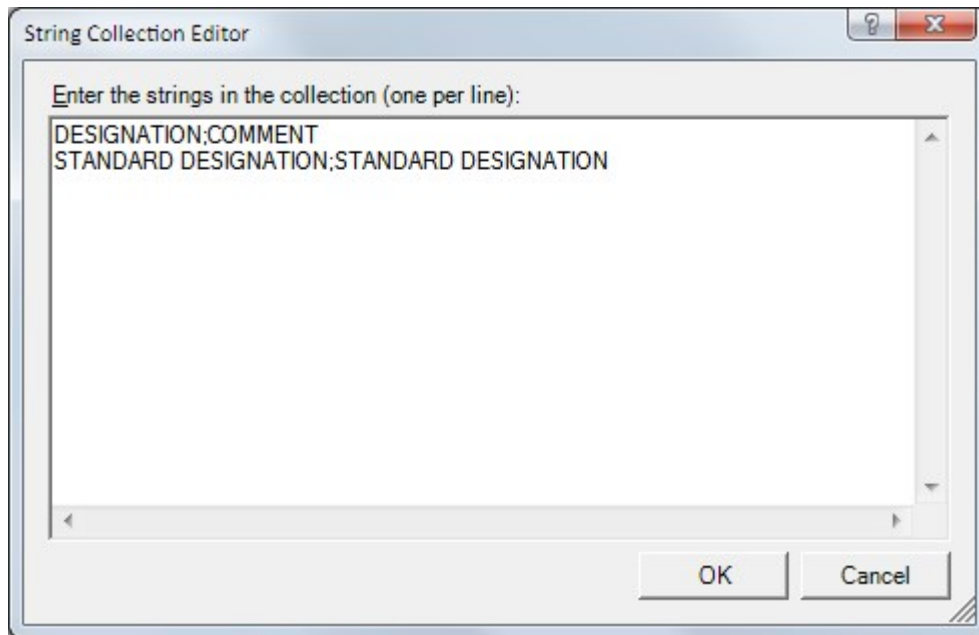 String Collection Editor
Enter the strings in the collection (one per line):
DESIGNATION;COMMENT
STANDARD DESIGNATION;STANDARD DESIGNATION
OK
Cancel